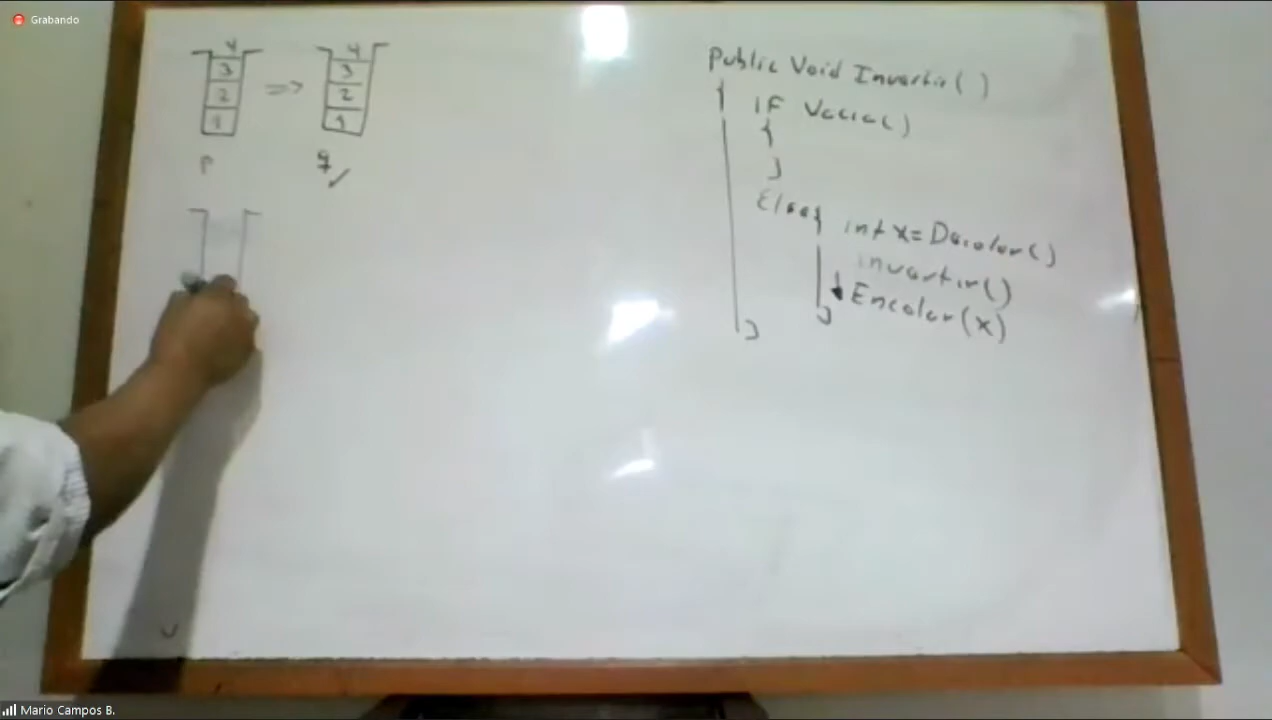 Grabando
4 4
3 3
2 => 2
1 1
P q ✓
Public Void Invertir()
{ IF Vacia()
{
}
Else{ int x=Decolar()
invertir()
Encolar(x)
}
}
Mario Campos B.